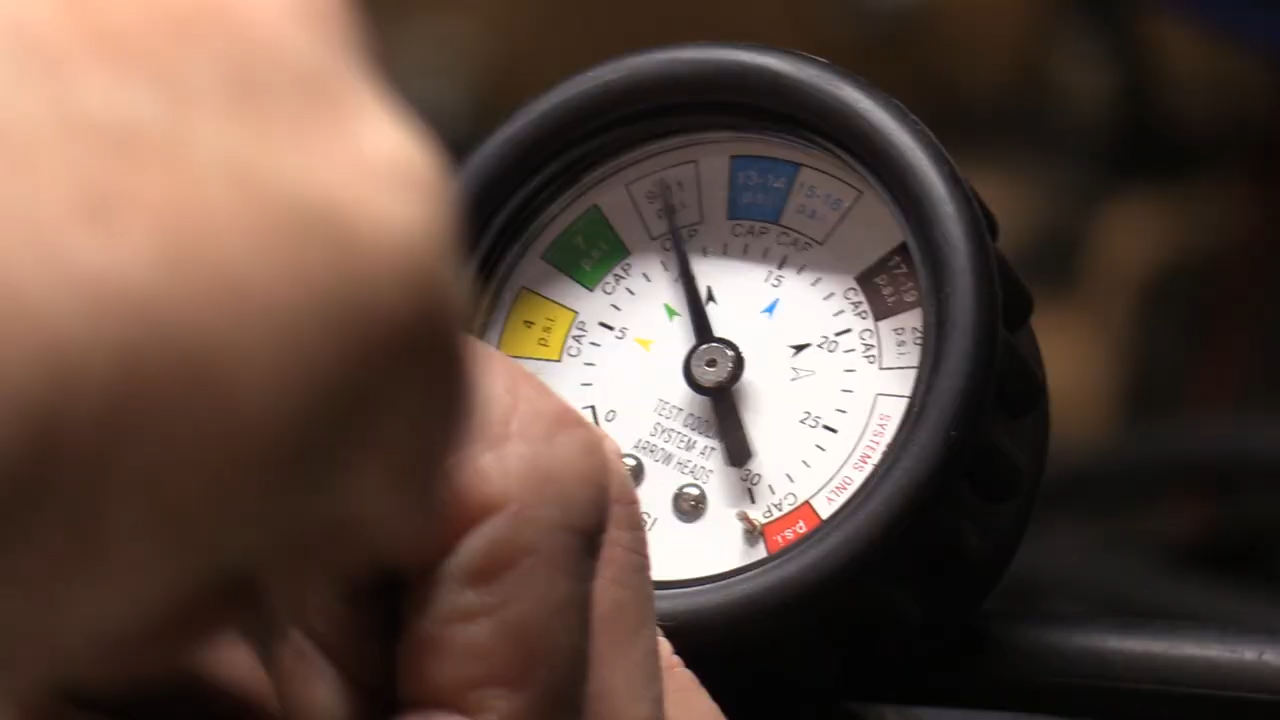 4
p.s.i.
CAP
7
p.s.i.
CAP
p.s.i.
CAP
13-14
p.s.i.
CAP
15-16
p.s.i.
CAP
17-19
p.s.i.
CAP
20
p.s.i.
CAP
SYSTEMS ONLY
p.s.i.
CAP
0
5
15
20
25
30
TEST
SYSTEM AT
ARROW HEADS